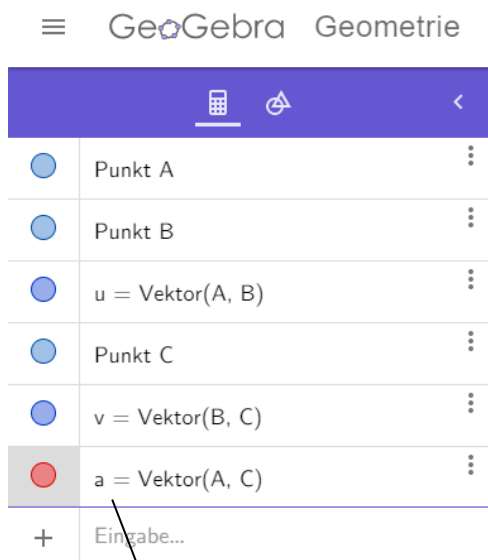 GeoGebra Geometrie
Punkt A
Punkt B
u = Vektor(A, B)
Punkt C
v = Vektor(B, C)
a = Vektor(A, C)
+ Eingabe...